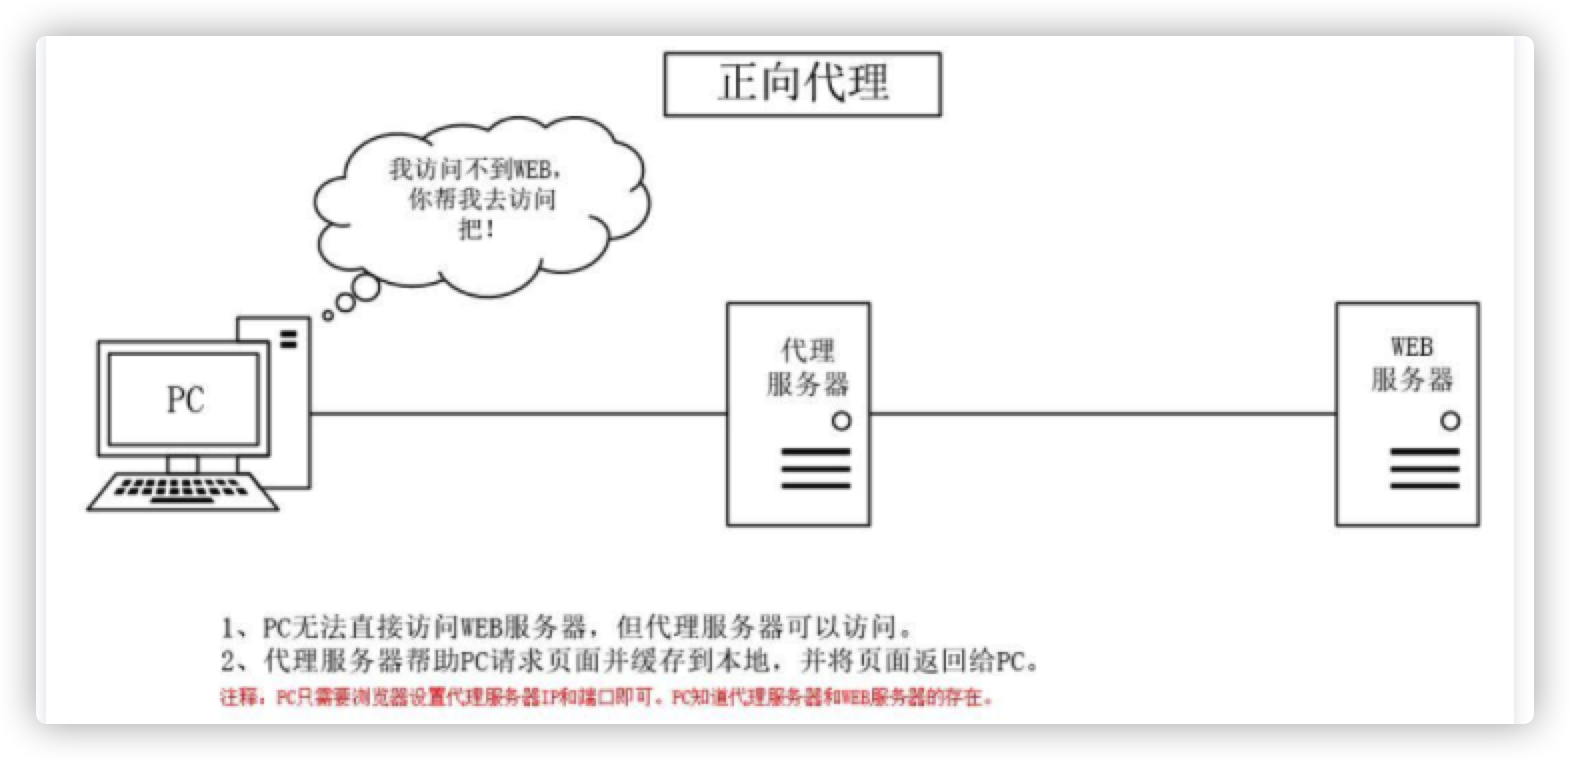 正向代理
我访问不到WEB，
你帮我去访问
把！
PC
代理
服务器
WEB
服务器
1、PC无法直接访问WEB服务器，但代理服务器可以访问。
2、代理服务器帮助PC请求页面并缓存到本地，并将页面返回给PC。
注释：PC只需要浏览器设置代理服务器IP和端口即可。PC知道代理服务器和WEB服务器的存在。